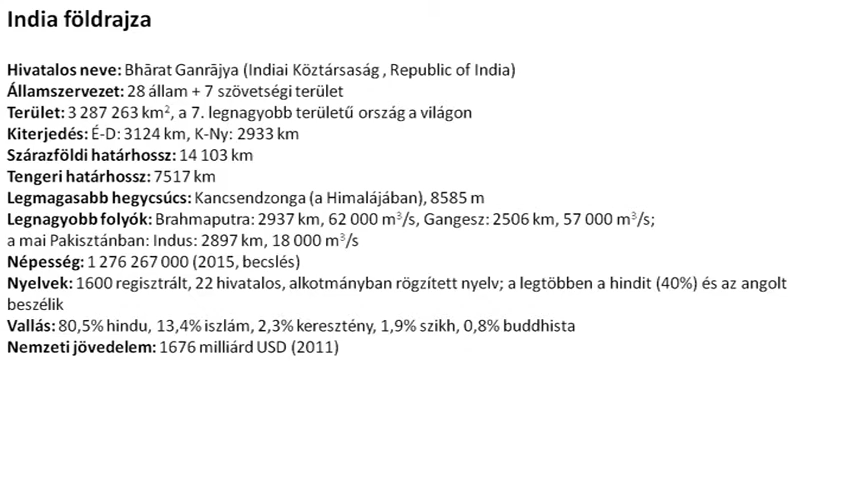 India földrajza
Hivatalos neve: Bhārat Ganrājya (Indiai Köztársaság , Republic of India)
Államszervezet: 28 állam + 7 szövetségi terület
Terület: 3 287 263 km², a 7. legnagyobb területű ország a világon
Kiterjedés: É-D: 3124 km, K-Ny: 2933 km
Szárazföldi határhossz: 14 103 km
Tengeri határhossz: 7517 km
Legmagasabb hegycsúcs: Kancsendzonga (a Himalájában), 8585 m
Legnagyobb folyók: Brahmaputra: 2937 km, 62 000 m³/s, Gangesz: 2506 km, 57 000 m³/s;
a mai Pakisztánban: Indus: 2897 km, 18 000 m³/s
Népesség: 1 276 267 000 (2015, becslés)
Nyelvek: 1600 regisztrált, 22 hivatalos, alkotmányban rögzített nyelv; a legtöbben a hindit (40%) és az angolt
beszélik
Vallás: 80,5% hindu, 13,4% iszlám, 2,3% keresztény, 1,9% szikh, 0,8% buddhista
Nemzeti jövedelem: 1676 milliárd USD (2011)